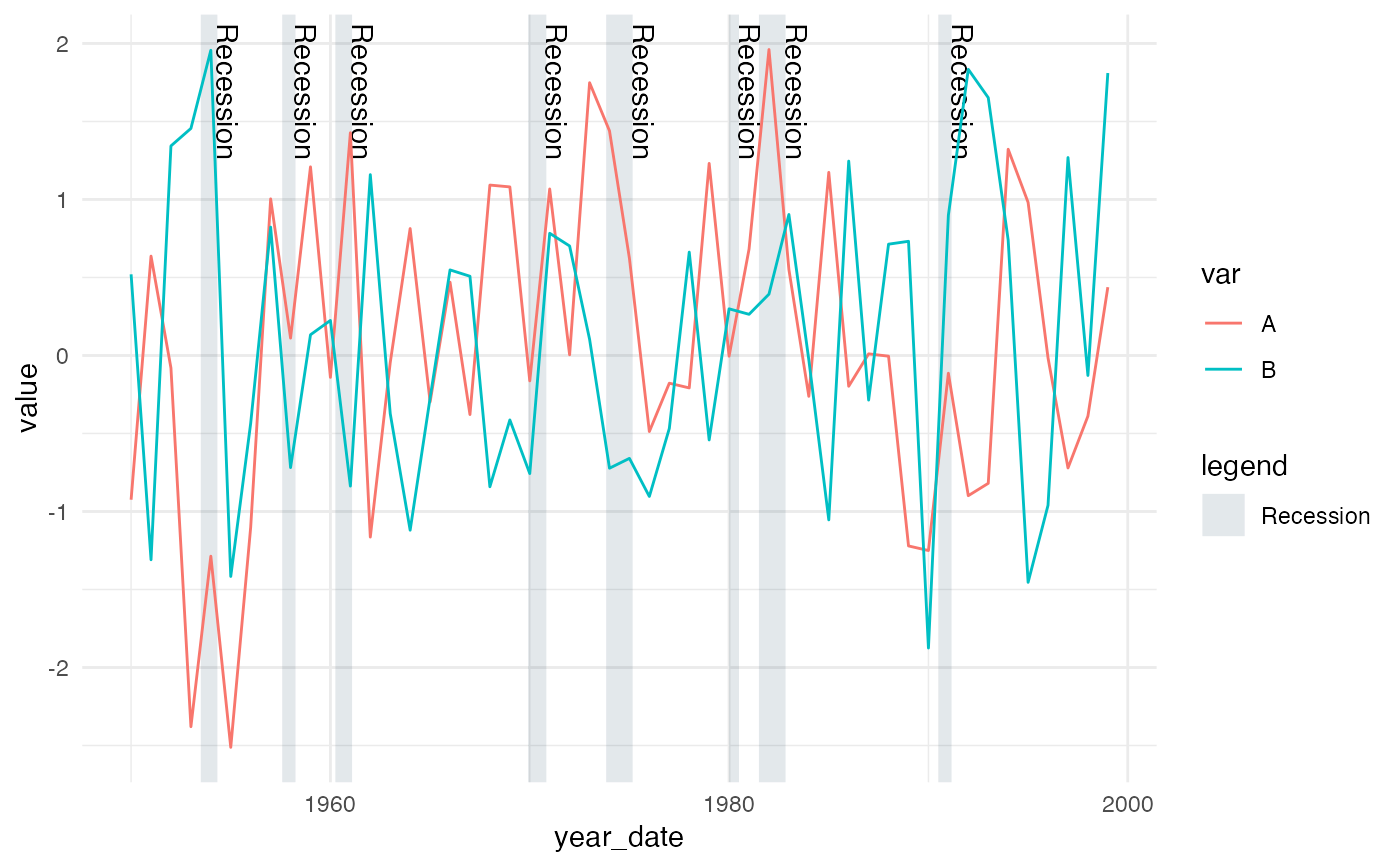 2
1
0
-1
-2
value
Recession
Recession
Recession
Recession
Recession
Recession
Recession
Recession
1960
1980
2000
year_date
var
A
B
legend
Recession